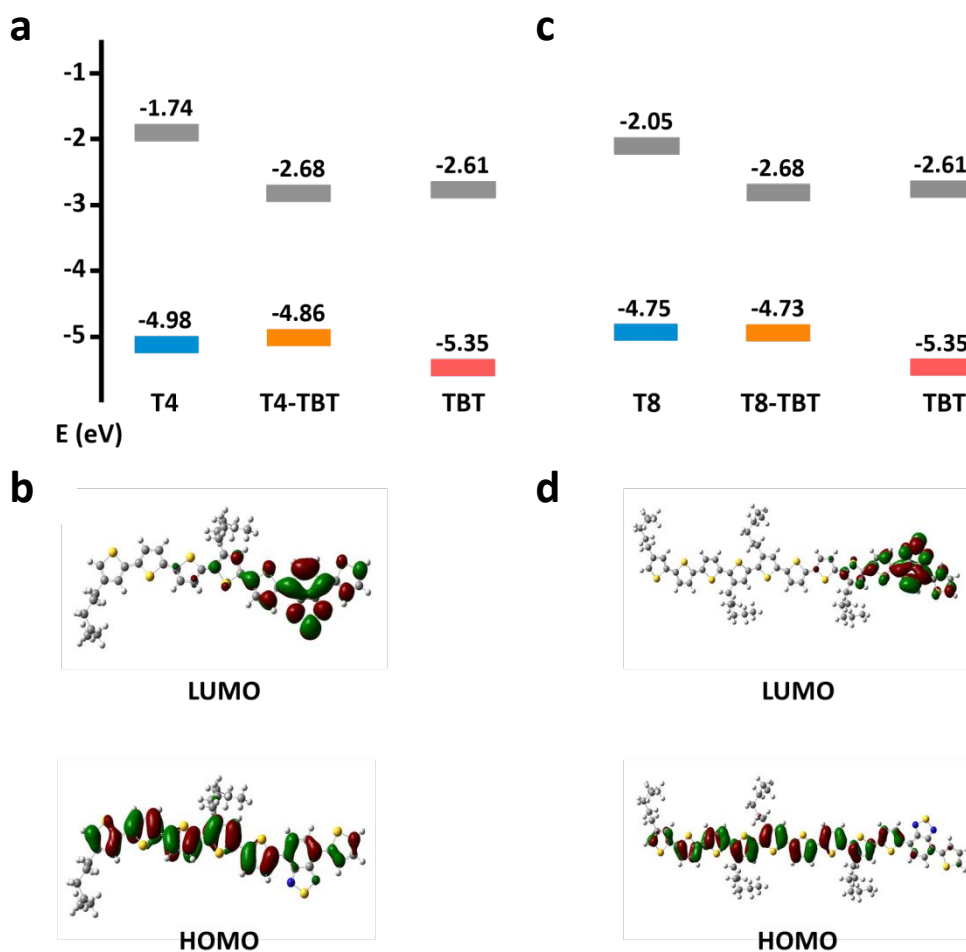 a
c
-1
-2
-3
-4
-5
E (eV)
-1.74
-2.68
-2.61
-4.98
-4.86
-5.35
T4
T4-TBT
TBT
-2.05
-2.68
-2.61
-4.75
-4.73
-5.35
T8
T8-TBT
TBT
b
d
LUMO
LUMO
HOMO
HOMO